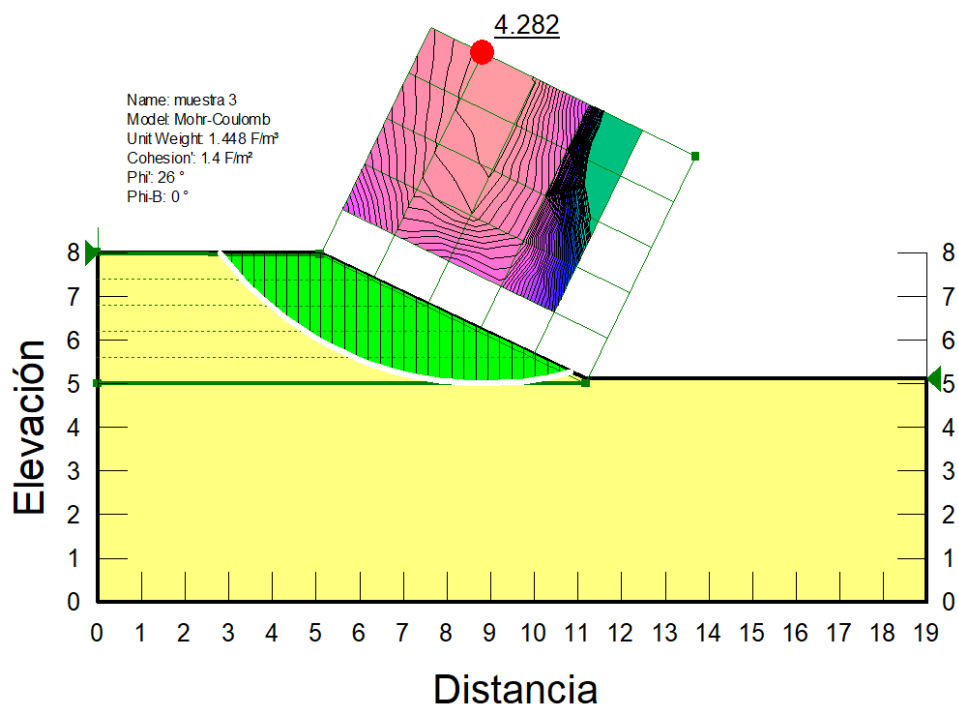 4.282
Name: muestra 3
Model: Mohr-Coulomb
Unit Weight: 1.448 F/m³
Cohesion': 1.4 F/m²
Phi': 26 °
Phi-B: 0 °
8
7
6
5
4
3
2
1
0
8
7
6
5
4
3
2
1
0
Elevación
0 1 2 3 4 5 6 7 8 9 10 11 12 13 14 15 16 17 18 19
Distancia